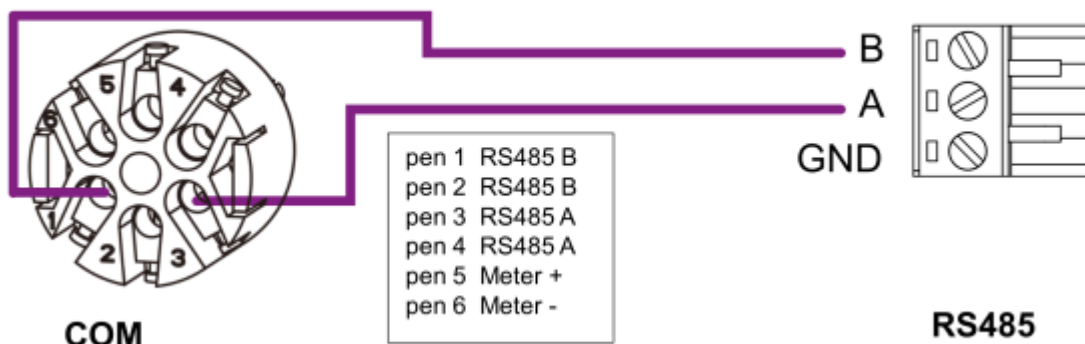 5
4
6
1
2
3
COM
pen 1 RS485 B
pen 2 RS485 B
pen 3 RS485 A
pen 4 RS485 A
pen 5 Meter +
pen 6 Meter -
B
A
GND
RS485